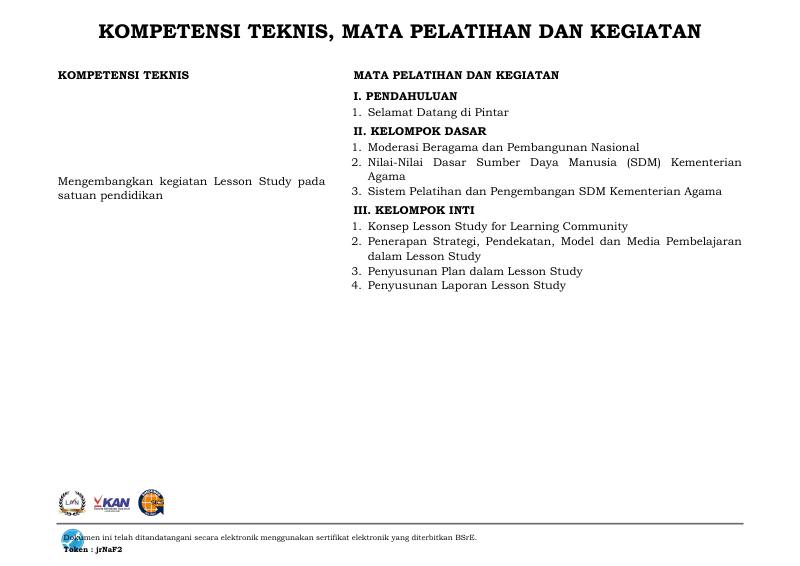 KOMPETENSI TEKNIS, MATA PELATIHAN DAN KEGIATAN
KOMPETENSI TEKNIS
Mengembangkan kegiatan Lesson Study pada
satuan pendidikan
MATA PELATIHAN DAN KEGIATAN
I. PENDAHULUAN
1. Selamat Datang di Pintar
II. KELOMPOK DASAR
1. Moderasi Beragama dan Pembangunan Nasional
2. Nilai-Nilai Dasar Sumber Daya Manusia (SDM) Kementerian
Agama
3. Sistem Pelatihan dan Pengembangan SDM Kementerian Agama
III. KELOMPOK INTI
1. Konsep Lesson Study for Learning Community
2. Penerapan Strategi, Pendekatan, Model dan Media Pembelajaran
dalam Lesson Study
3. Penyusunan Plan dalam Lesson Study
4. Penyusunan Laporan Lesson Study
KAN
Dokumen ini telah ditandatangani secara elektronik menggunakan sertifikat elektronik yang diterbitkan BSrE.
Token : jrNaF2